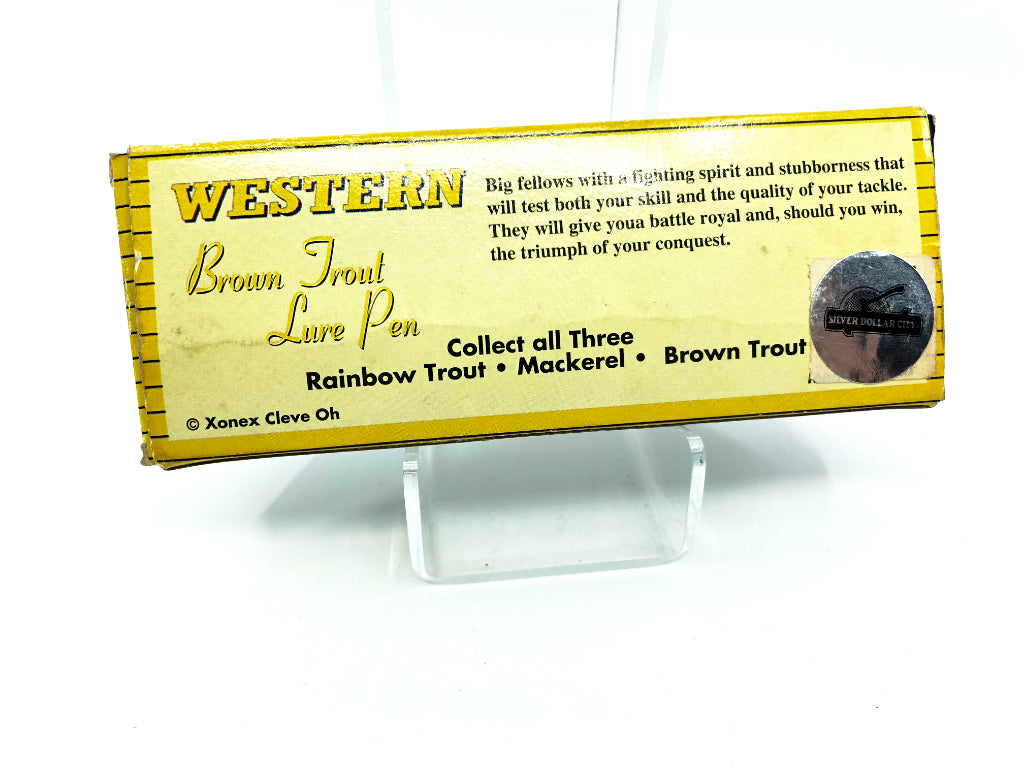 WESTERN
Brown Trout
Lure Pen
Big fellows with a fighting spirit and stubborness that
will test both your skill and the quality of your tackle.
They will give youa battle royal and, should you win,
the triumph of your conquest.
Collect all Three
Rainbow Trout • Mackerel • Brown Trout
© Xonex Cleve Oh
SILVER DOLLAR CITY